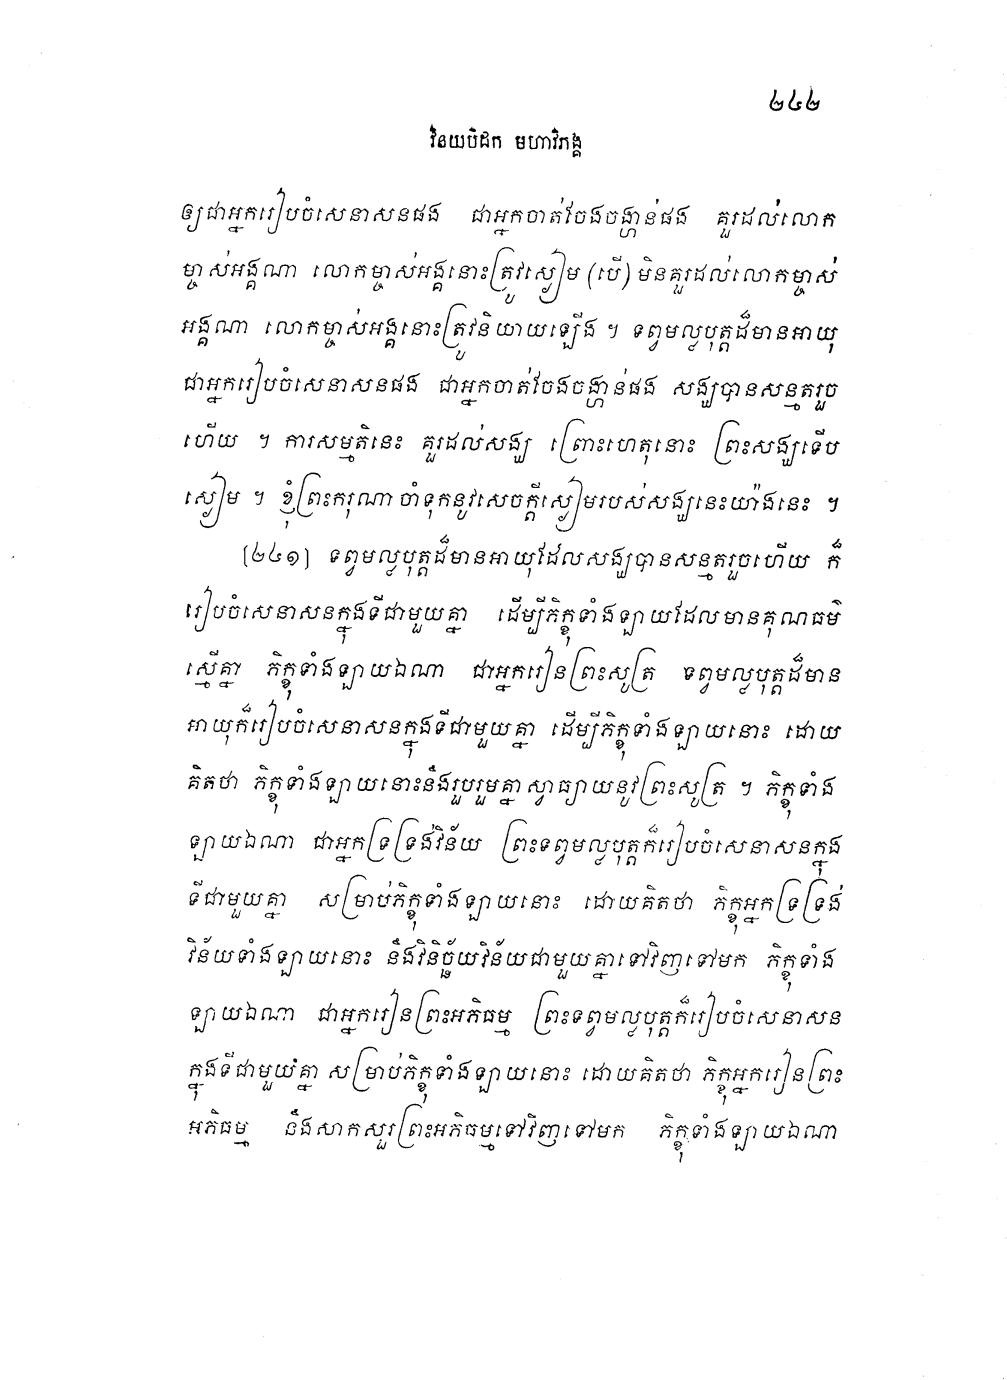 ២៤២
វិនយបិដក មហាវិភង្គ
ឲ្យជាអ្នករៀបចំសេនាសនផង ជាអ្នកចាត់ចែងចង្ហាន់ផង គួរដល់លោក
ម្ចាស់អង្គណា លោកម្ចាស់អង្គនោះត្រូវស្ងៀម (បើ) មិនគួរដល់លោកម្ចាស់
អង្គណា លោកម្ចាស់អង្គនោះត្រូវនិយាយឡើង ។ ទព្វមល្លបុត្តដ៏មានអាយុ
ជាអ្នករៀបចំសេនាសនផង ជាអ្នកចាត់ចែងចង្ហាន់ផង សង្ឃបានសន្មតរួច
ហើយ ។ ការសម្មតិនេះ គួរដល់សង្ឃ ព្រោះហេតុនោះ ព្រះសង្ឃទើប
ស្ងៀម ។ ខ្ញុំព្រះករុណាចាំទុកនូវសេចក្តីស្ងៀមរបស់សង្ឃនេះយ៉ាងនេះ ។
[២៤១] ទព្វមល្លបុត្តដ៏មានអាយុដែលសង្ឃបានសន្មតរួចហើយ ក៏
រៀបចំសេនាសនក្នុងទីជាមួយគ្នា ដើម្បីភិក្ខុទាំងឡាយដែលមានគុណធម៌
ស្មើគ្នា ភិក្ខុទាំងឡាយឯណា ជាអ្នករៀនព្រះសូត្រ ទព្វមល្លបុត្តដ៏មាន
អាយុក៏រៀបចំសេនាសនក្នុងទីជាមួយគ្នា ដើម្បីភិក្ខុទាំងឡាយនោះ ដោយ
គិតថា ភិក្ខុទាំងឡាយនោះនឹងរួបរួមគ្នាស្វាធ្យាយនូវព្រះសូត្រ ។ ភិក្ខុទាំង
ឡាយឯណា ជាអ្នកទ្រទ្រង់វិន័យ ព្រះទព្វមល្លបុត្តក៏រៀបចំសេនាសនក្នុង
ទីជាមួយគ្នា សម្រាប់ភិក្ខុទាំងឡាយនោះ ដោយគិតថា ភិក្ខុអ្នកទ្រទ្រង់
វិន័យទាំងឡាយនោះ នឹងវិនិច្ឆ័យវិន័យជាមួយគ្នាទៅវិញទៅមក ភិក្ខុទាំង
ឡាយឯណា ជាអ្នករៀនព្រះអភិធម្ម ព្រះទព្វមល្លបុត្តក៏រៀបចំសេនាសន
ក្នុងទីជាមួយគ្នា សម្រាប់ភិក្ខុទាំងឡាយនោះ ដោយគិតថា ភិក្ខុអ្នករៀនព្រះ
អភិធម្ម នឹងសាកសួរព្រះអភិធម្មទៅវិញទៅមក ភិក្ខុទាំងឡាយឯណា